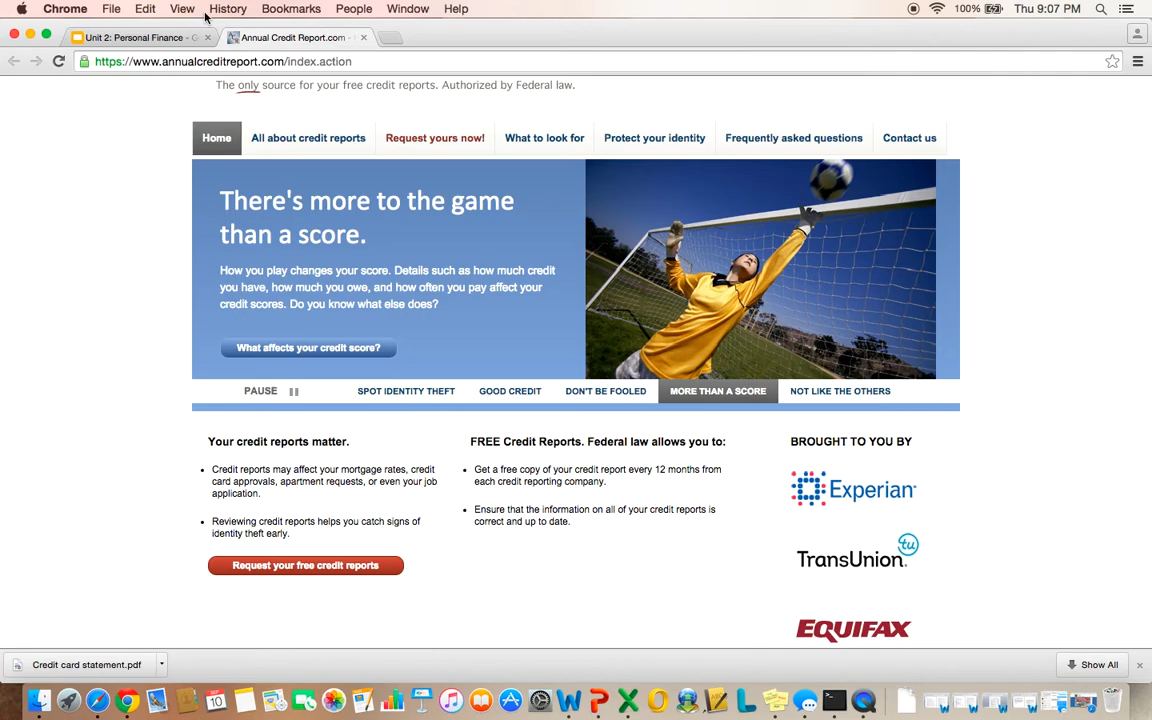 Chrome File Edit View History Bookmarks People Window Help 100% Thu 9:07 PM
Unit 2: Personal Finance - G Annual Credit Report.com -
https://www.annualcreditreport.com/index.action
The only source for your free credit reports. Authorized by Federal law.
Home All about credit reports Request yours now! What to look for Protect your identity Frequently asked questions Contact us
There's more to the game
than a score.
How you play changes your score. Details such as how much credit
you have, how much you owe, and how often you pay affect your
credit scores. Do you know what else does?
What affects your credit score?
PAUSE SPOT IDENTITY THEFT GOOD CREDIT DON'T BE FOOLED MORE THAN A SCORE NOT LIKE THE OTHERS
Your credit reports matter.
• Credit reports may affect your mortgage rates, credit
card approvals, apartment requests, or even your job
application.
• Reviewing credit reports helps you catch signs of
identity theft early.
Request your free credit reports
FREE Credit Reports. Federal law allows you to:
• Get a free copy of your credit report every 12 months from
each credit reporting company.
• Ensure that the information on all of your credit reports is
correct and up to date.
BROUGHT TO YOU BY
Experian
TransUnion tu
EQUIFAX
Credit card statement.pdf Show All